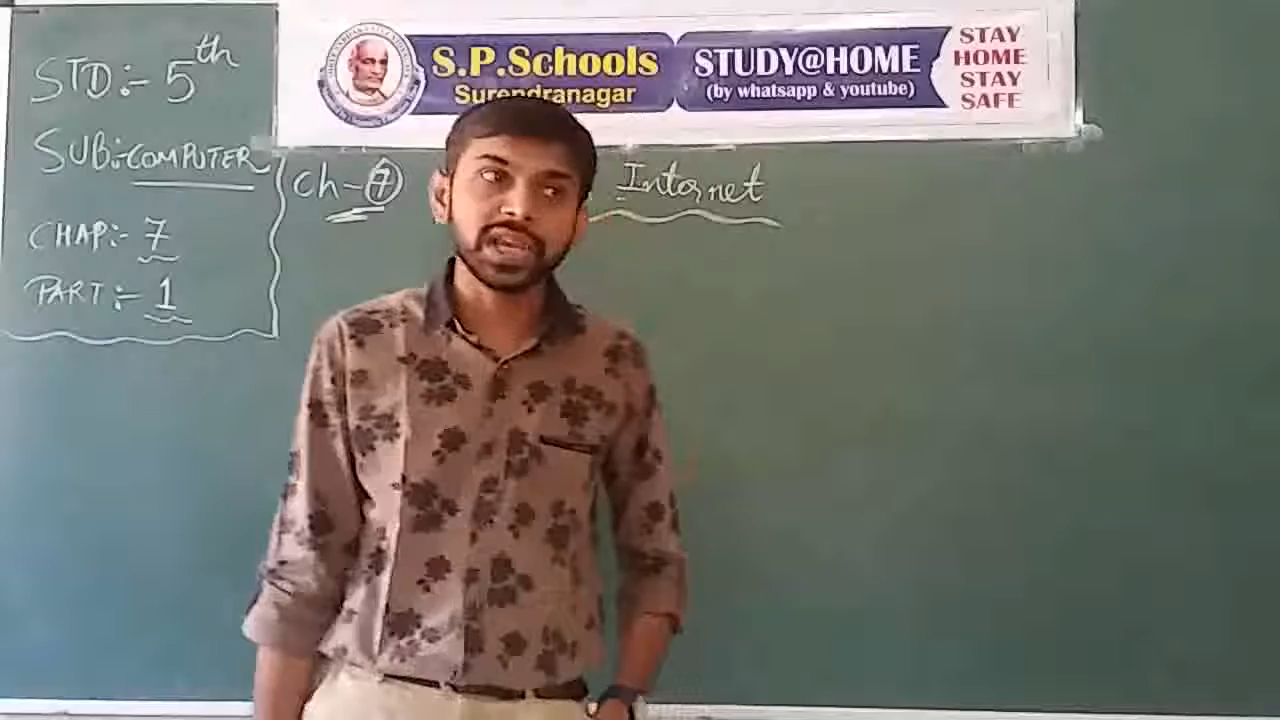 S.P.Schools
Surendranagar
STUDY@HOME
(by whatsapp & youtube)
STAY
HOME
STAY
SAFE
STD:- 5th
SUB:-COMPUTER
CHAP:- 7
PART:- 1
Ch-7
Internet